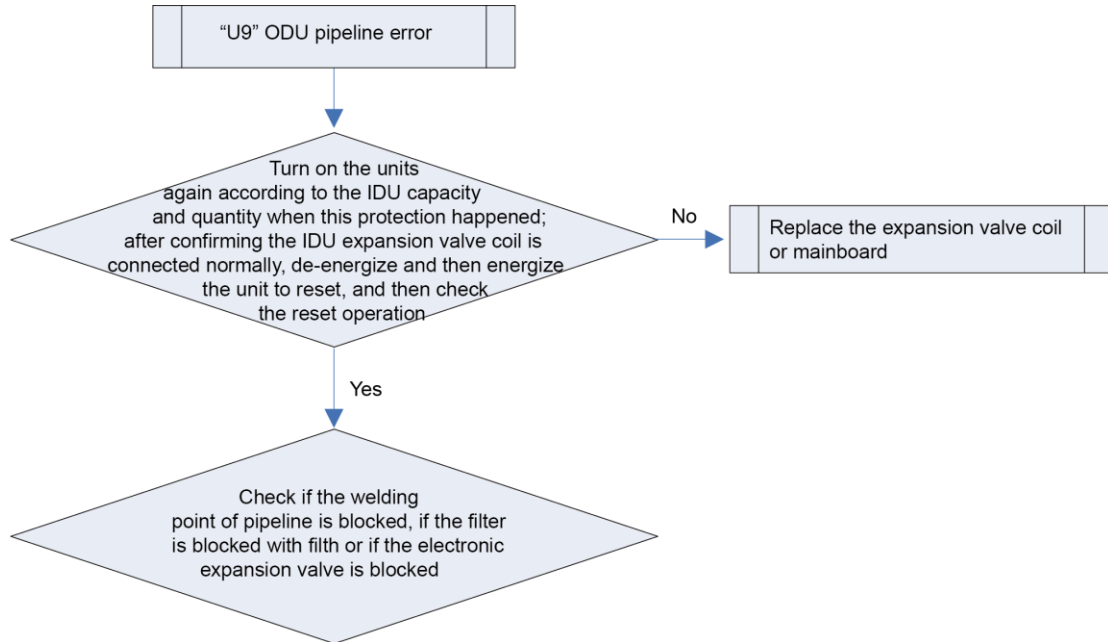 “U9” ODU pipeline error
Turn on the units
again according to the IDU capacity
and quantity when this protection happened;
after confirming the IDU expansion valve coil is
connected normally, de-energize and then energize
the unit to reset, and then check
the reset operation
No
Replace the expansion valve coil
or mainboard
Yes
Check if the welding
point of pipeline is blocked, if the filter
is blocked with filth or if the electronic
expansion valve is blocked